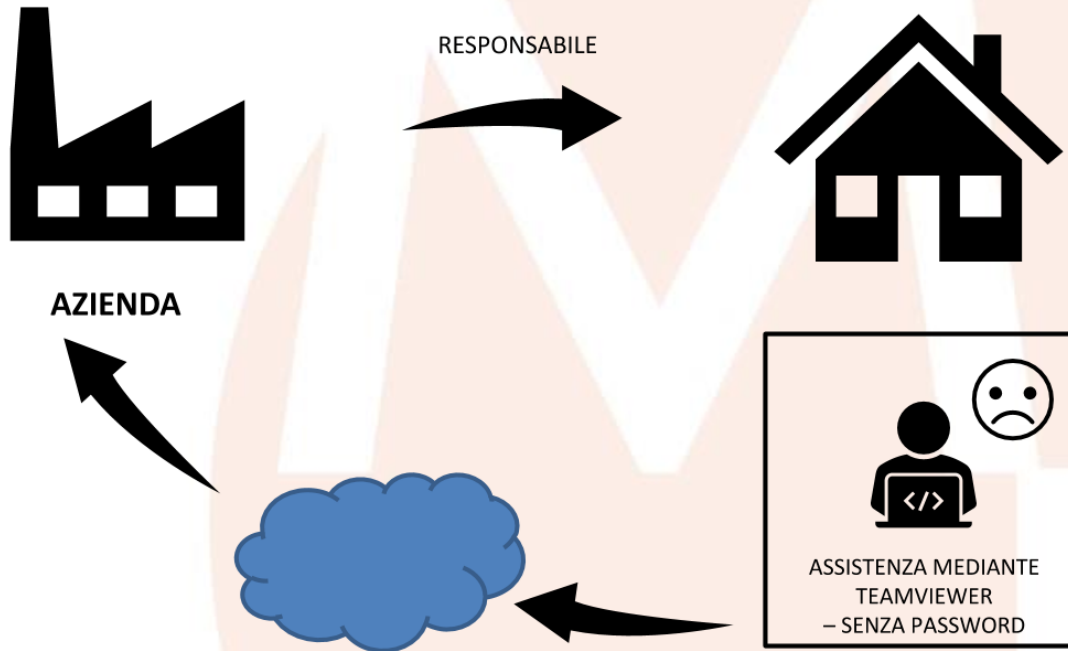 RESPONSABILE
AZIENDA
</>
ASSISTENZA MEDIANTE
TEAMVIEWER
– SENZA PASSWORD